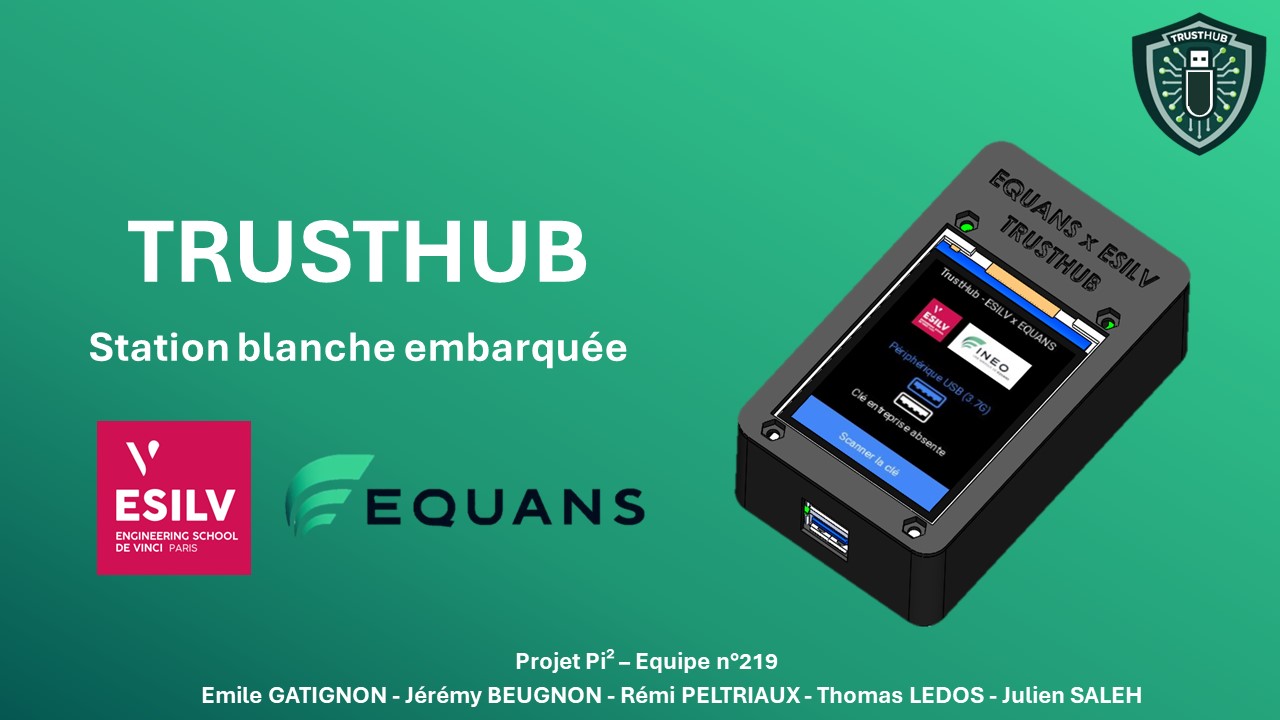 TRUSTHUB
EQUANS x ESILV
TRUSTHUB
TRUSTHUB
TrustHub - ESILV x EQUANS
ESILV
INEO
Périphérique USB (3.7G)
Clé entreprise absente
Scanner la clé
Station blanche embarquée
ESILV
ENGINEERING SCHOOL
DE VINCI PARIS
EQUANS
Projet Pi² – Equipe n°219
Emile GATIGNON - Jérémy BEUGNON - Rémi PELTRIAUX - Thomas LEDOS - Julien SALEH